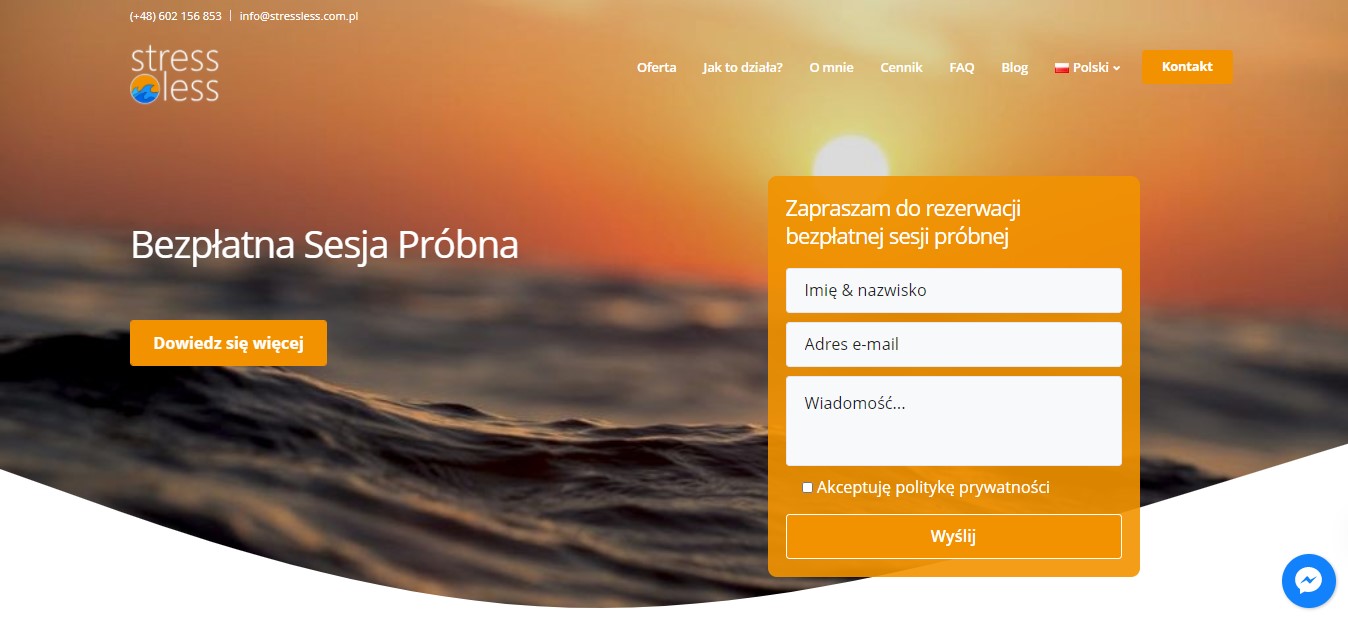 (+48) 602 156 853 | info@stressless.com.pl
stress
less
Oferta Jak to działa? O mnie Cennik FAQ Blog Polski Kontakt
Bezpłatna Sesja Próbna
Dowiedz się więcej
Zapraszam do rezerwacji
bezpłatnej sesji próbnej
Imię & nazwisko
Adres e-mail
Wiadomość...
Akceptuję politykę prywatności
Wyślij